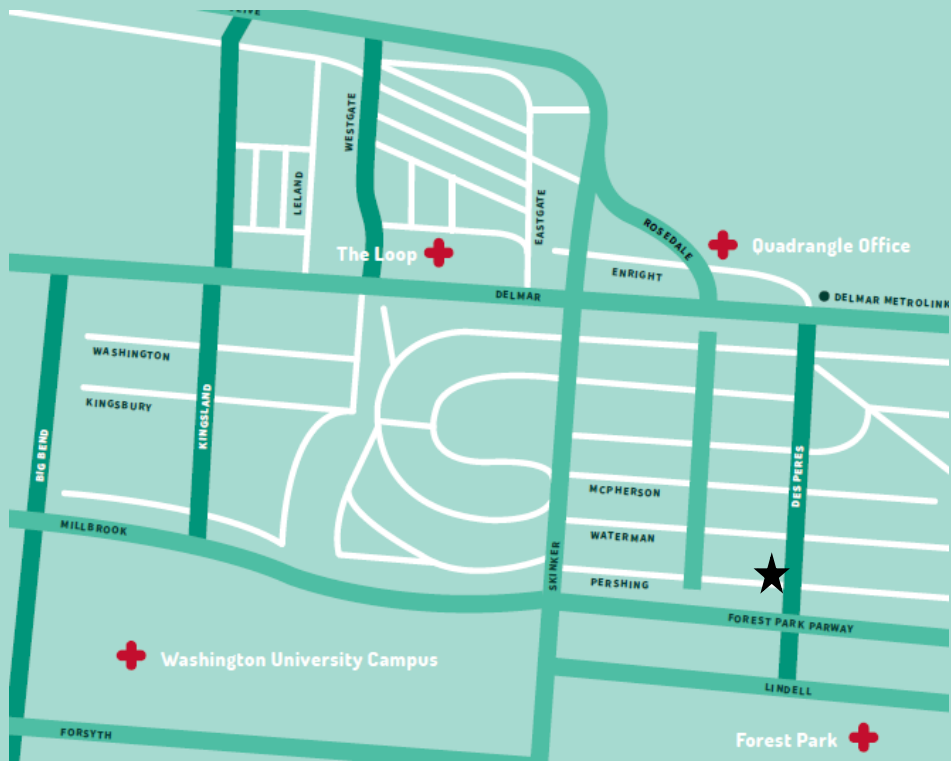 WESTGATE
LELAND
EASTGATE
ROSEDALE
The Loop
Quadrangle Office
ENRIGHT
DELMAR
DELMAR METROLINK
WASHINGTON
KINGSBURY
KINGSLAND
BIG BEND
DES PERES
MCPHERSON
MILLBROOK
WATERMAN
SKINKER
PERSHING
FOREST PARK PARWAY
Washington University Campus
LINDELL
FORSYTH
Forest Park